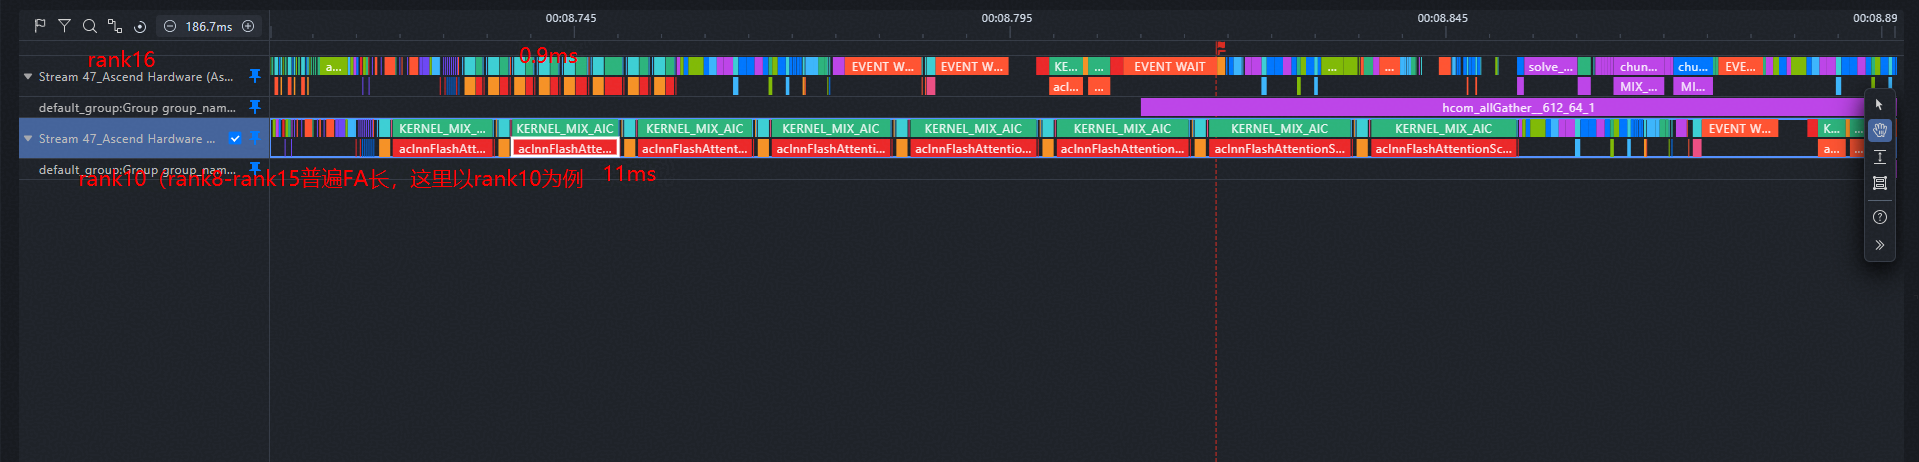 186.7ms
00:08.745 00:08.795 00:08.845 00:08.89
rank16
0.9ms
Stream 47_Ascend Hardware (As...
a... EVENT W... EVENT W... KE... ... EVENT WAIT ... ... solve_... chun... chu... EVE...
acl... ... MIX_... MI...
default_group:Group group_nam...
hcom_allGather__612_64_1
Stream 47_Ascend Hardware ...
KERNEL_MIX_... KERNEL_MIX_AIC KERNEL_MIX_AIC KERNEL_MIX_AIC KERNEL_MIX_AIC KERNEL_MIX_AIC KERNEL_MIX_AIC KERNEL_MIX_AIC EVENT W... K... ...
aclnnFlashAtt... aclnnFlashAtte... aclnnFlashAttent... aclnnFlashAttenti... aclnnFlashAttentio... aclnnFlashAttention... aclnnFlashAttentionS... aclnnFlashAttentionSc... a... ...
default_group:Group group_nam...
rank10（rank8-rank15普遍FA长，这里以rank10为例
11ms